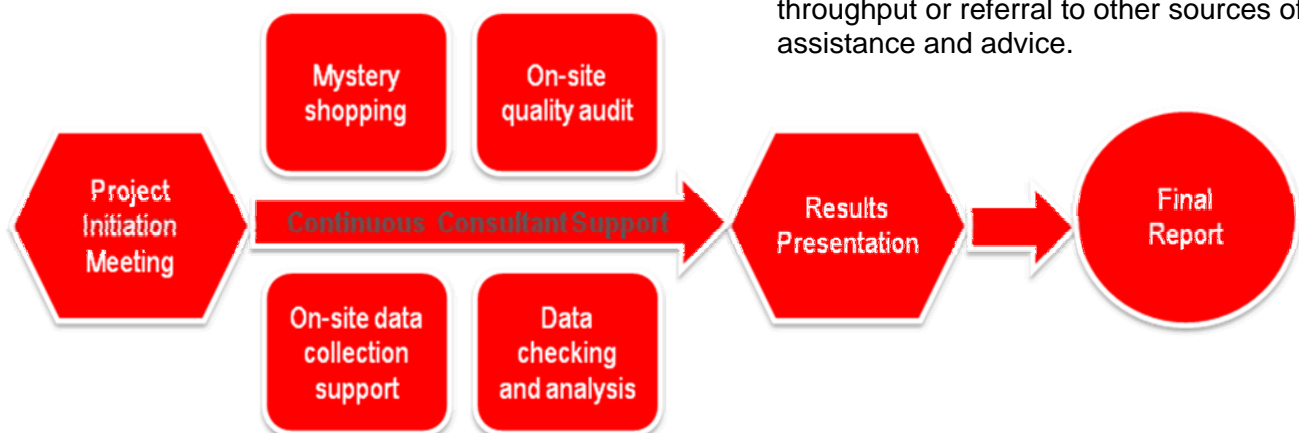 throughput or referral to other sources of
assistance and advice.
Mystery
shopping
On-site
quality audit
Project
Initiation
Meeting
Continuous Consultant Support
Results
Presentation
Final
Report
On-site data
collection
support
Data
checking
and analysis